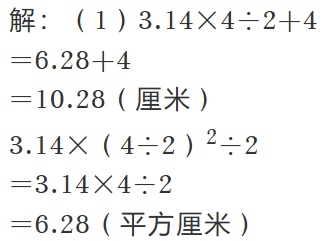 解：（1）3.14×4÷2+4
=6.28+4
=10.28（厘米）
3.14×（4÷2）²÷2
=3.14×4÷2
=6.28（平方厘米）